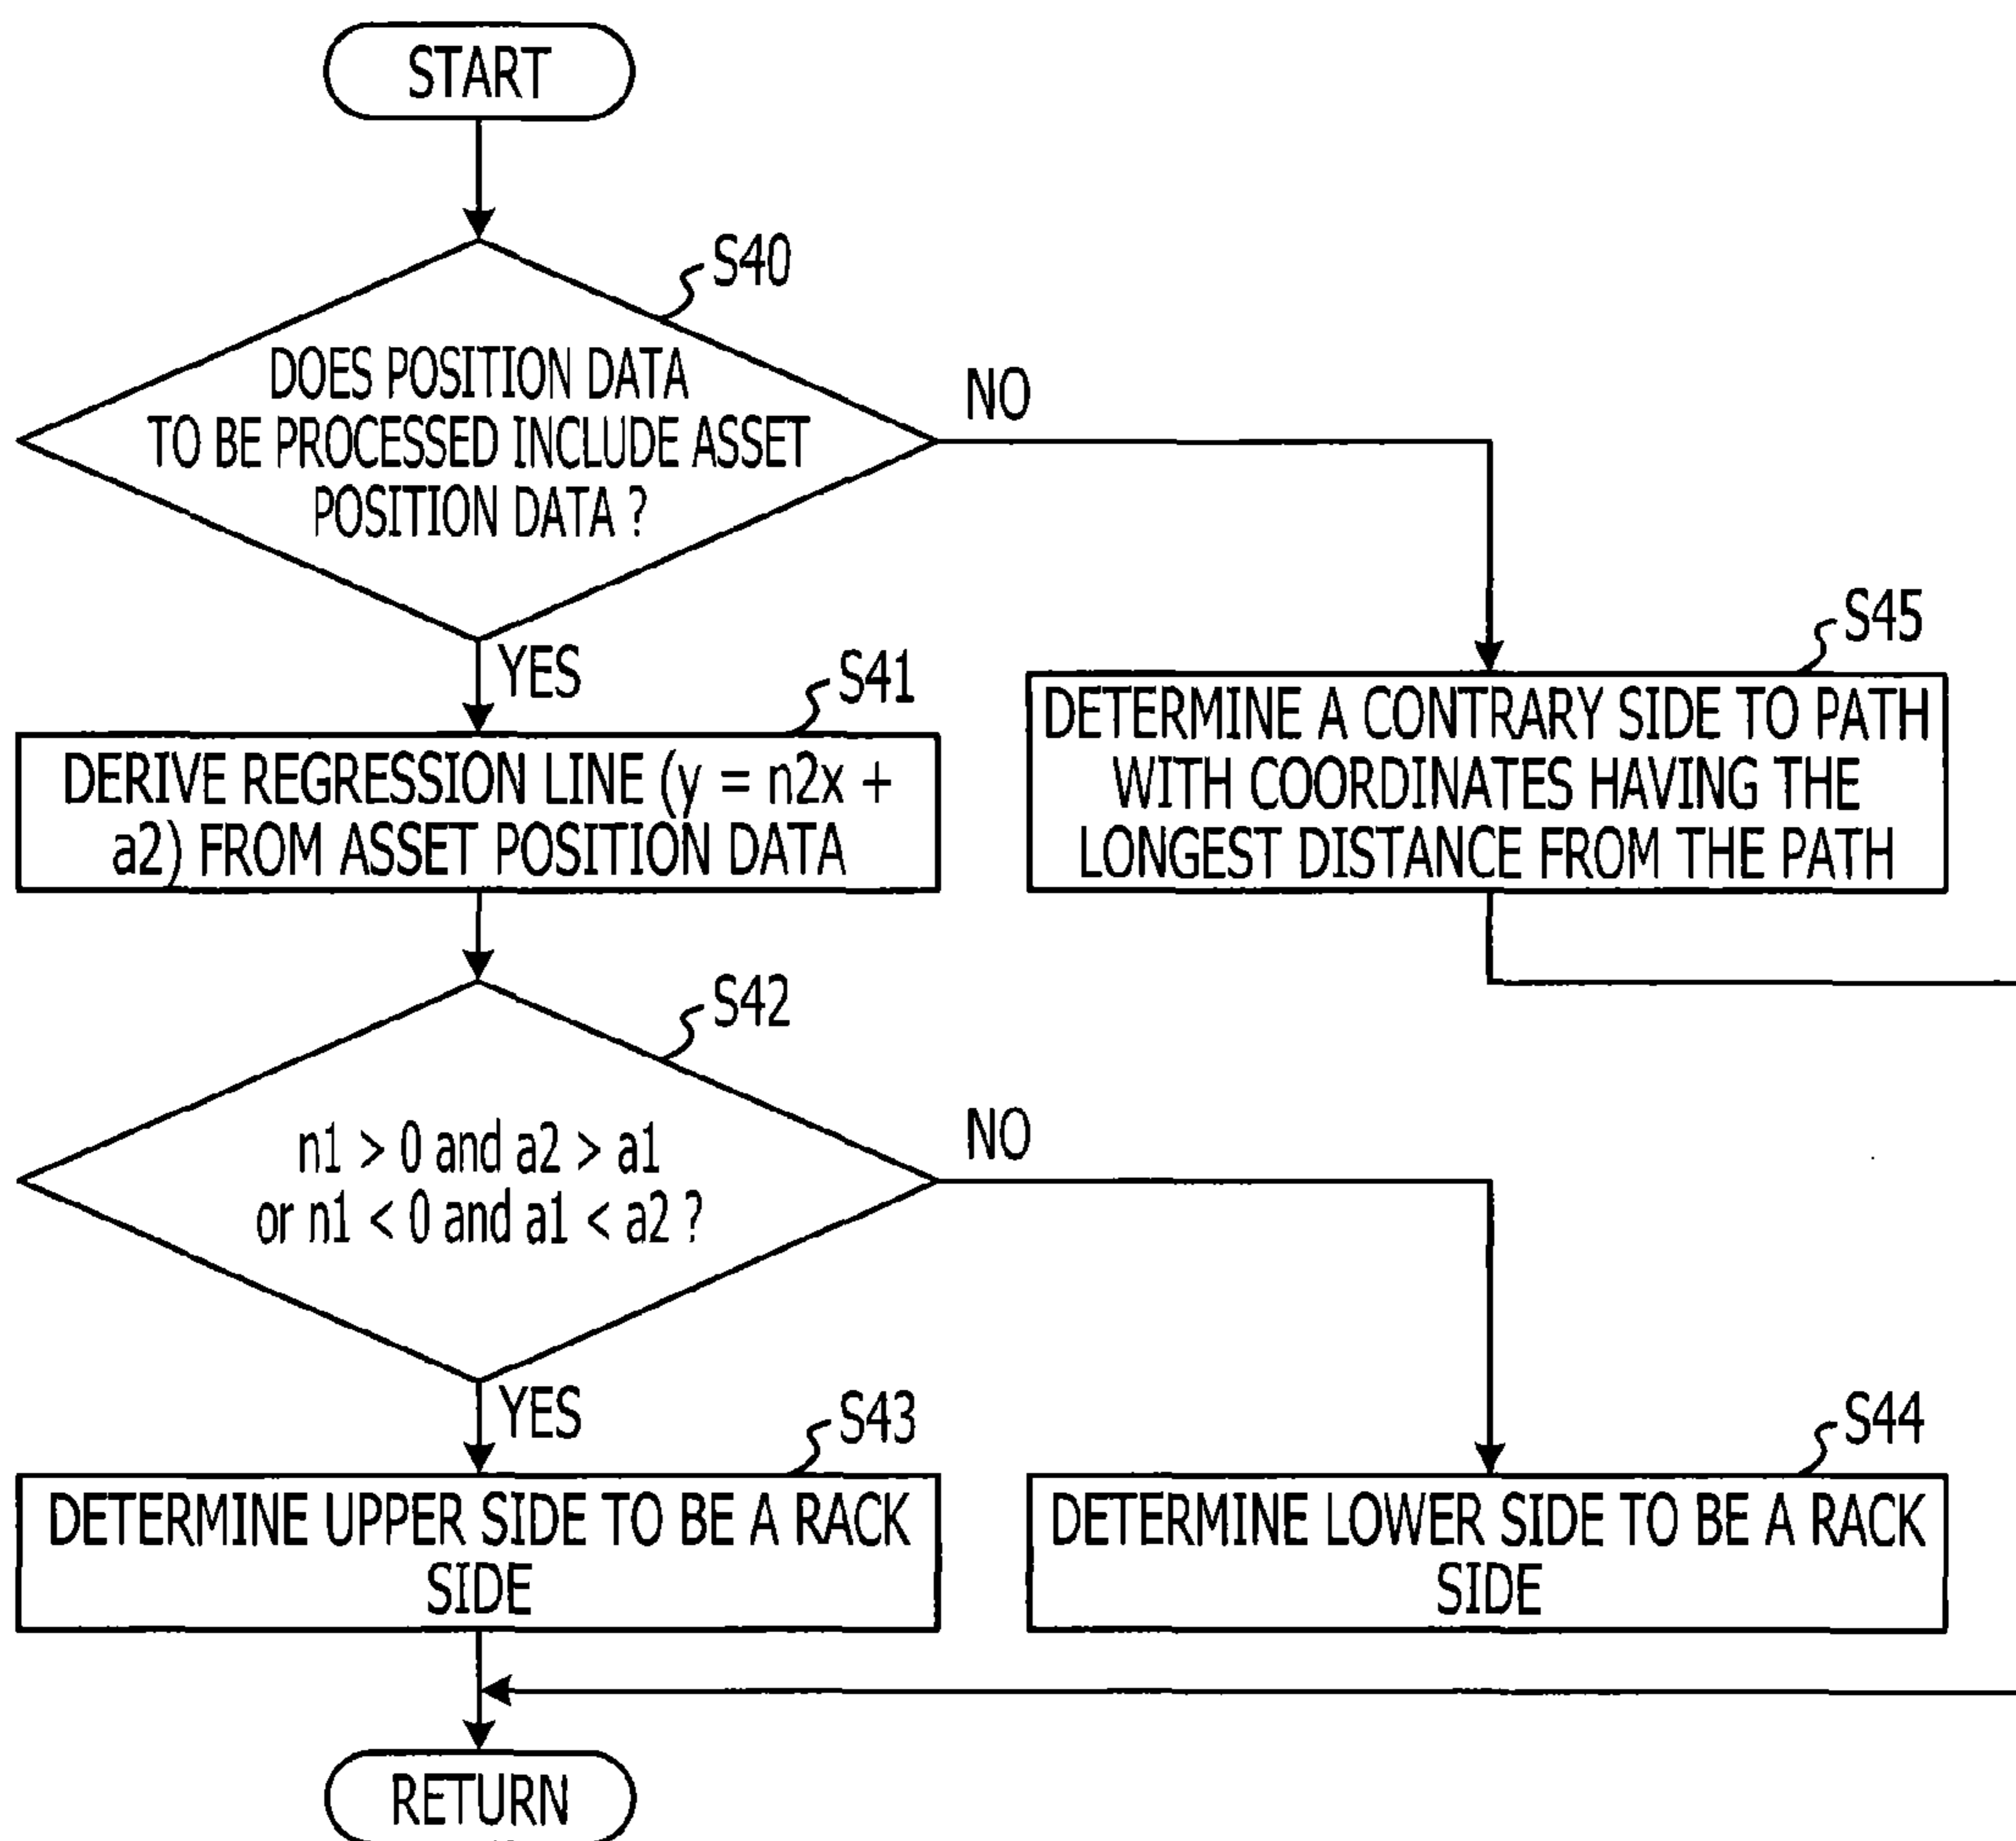 START
S40
DOES POSITION DATA
TO BE PROCESSED INCLUDE ASSET
POSITION DATA ?
NO
YES
S41
DERIVE REGRESSION LINE (y = n2x +
a2) FROM ASSET POSITION DATA
S45
DETERMINE A CONTRARY SIDE TO PATH
WITH COORDINATES HAVING THE
LONGEST DISTANCE FROM THE PATH
S42
n1 > 0 and a2 > a1
or n1 < 0 and a1 < a2 ?
NO
YES
S43
DETERMINE UPPER SIDE TO BE A RACK
SIDE
S44
DETERMINE LOWER SIDE TO BE A RACK
SIDE
RETURN